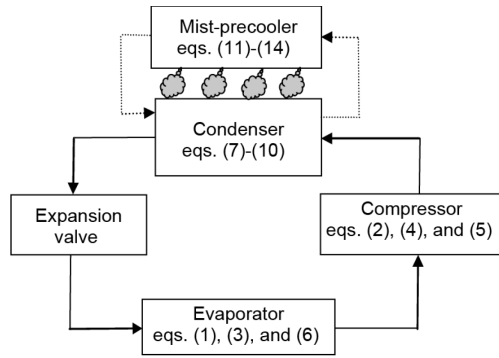 Mist-precooler
eqs. (11)-(14)
Condenser
eqs. (7)-(10)
Expansion
valve
Compressor
eqs. (2), (4), and (5)
Evaporator
eqs. (1), (3), and (6)